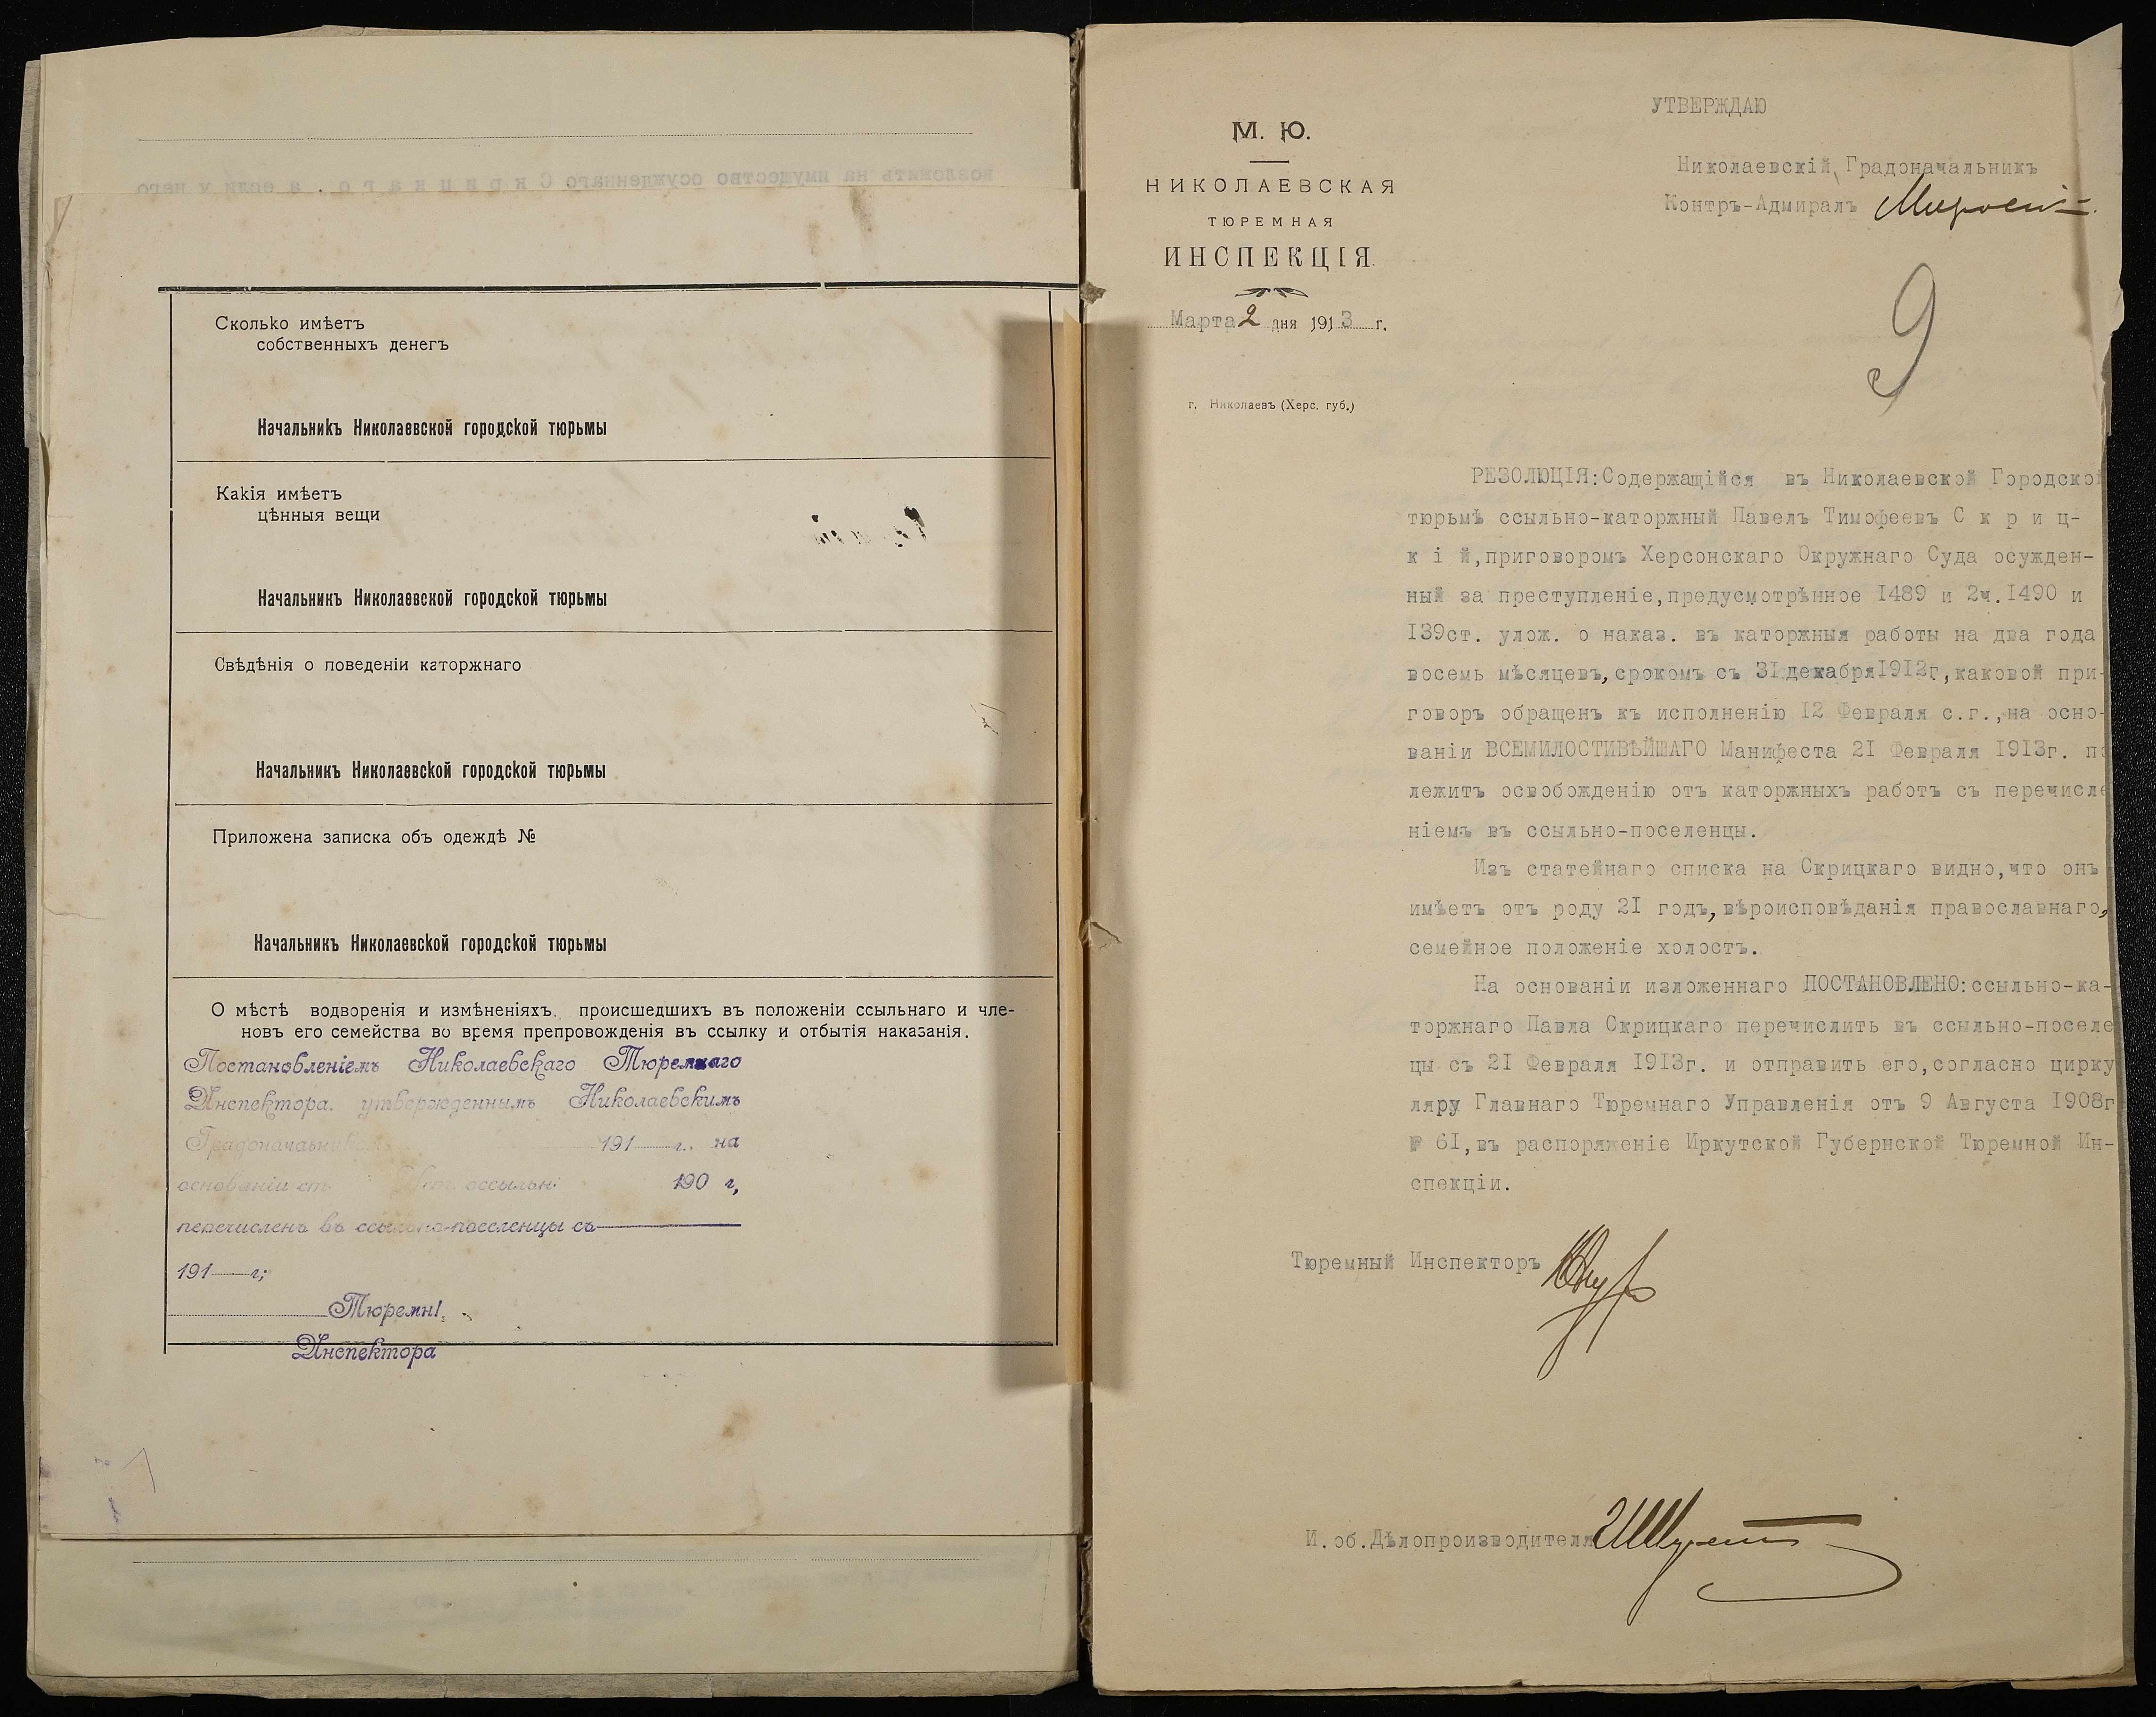 возложить на имущество осужденнаго Скрицкаго, а если у него
Сколько имѣетъ
собственныхъ денегъ
Начальникъ Николаевской городской тюрьмы
Какія имѣетъ
цѣнныя вещи
Начальникъ Николаевской городской тюрьмы
Свѣдѣнія о поведеніи каторжнаго
Начальникъ Николаевской городской тюрьмы
Приложена записка объ одеждѣ №
Начальникъ Николаевской городской тюрьмы
О мѣстѣ водворенія и измѣненіяхъ, происшедшихъ въ положеніи ссыльнаго и чле-
новъ его семейства во время препровожденія въ ссылку и отбытія наказанія.
Постановленіемъ Николаевскаго Тюремнаго
Инспектора, утвержденнымъ Николаевскимъ
191 г. на
основаніи ст. 190 г,
перечисленъ въ ссыльно-поселенцы съ
191 г;
Тюремн
Инспектора
М. Ю.
НИКОЛАЕВСКАЯ
ТЮРЕМНАЯ
ИНСПЕКЦІЯ.
Марта 2 дня 1913 г.
г. Николаевъ (Херс. губ.)
УТВЕРЖДАЮ
Николаевскій Градоначальникъ
Контръ-Адмиралъ
9
РЕЗОЛЮЦІЯ: Содержащійся въ Николаевской Городской
тюрьмѣ ссыльно-каторжный Павелъ Тимофеевъ С к р и ц-
к і й, приговоромъ Херсонскаго Окружнаго Суда осужден-
ный за преступленіе, предусмотрѣнное 1489 и 2ч. 1490 и
139ст. улож. о наказ. въ каторжныя работы на два года
восемь мѣсяцевъ, срокомъ съ 31 декабря 1912г, каковой при-
говоръ обращенъ къ исполненію 12 Февраля с.г., на осно-
ваніи ВСЕМИЛОСТИВѢЙШАГО Манифеста 21 Февраля 1913г. по
лежитъ освобожденію отъ каторжныхъ работъ съ перечисле
ніемъ въ ссыльно-поселенцы.
Изъ статейнаго списка на Скрицкаго видно, что онъ
имѣетъ отъ роду 21 годъ, вѣроисповѣданія православнаго,
семейное положеніе холостъ.
На основаніи изложеннаго ПОСТАНОВЛЕНО: ссыльно-ка-
торжнаго Павла Скрицкаго перечислить въ ссыльно-поселе
цы съ 21 Февраля 1913г. и отправить его, согласно цирку
ляру Главнаго Тюремнаго Управленія отъ 9 Августа 1908г
№ 61, въ распоряженіе Иркутской Губернской Тюремной Ин-
спекціи.
Тюремный Инспекторъ
И. об. Дѣлопроизводителя